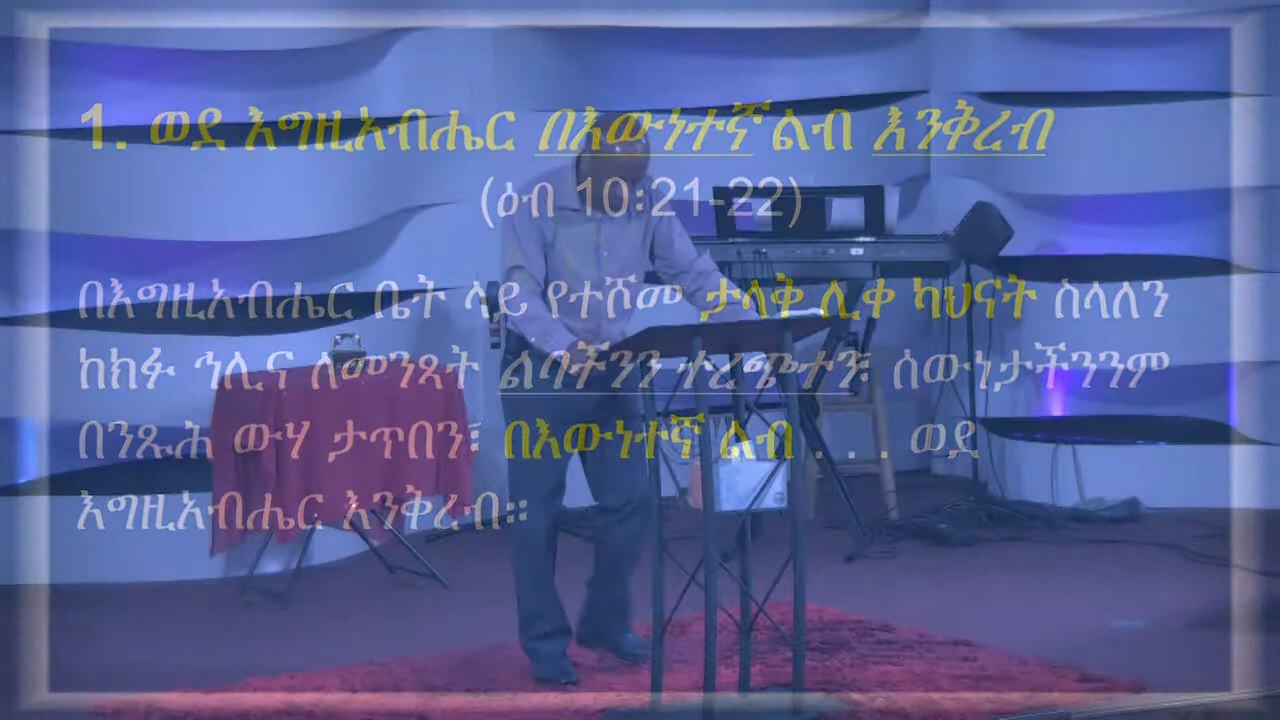 1. ወደ እግዚአብሔር በእውነተኛ ልብ እንቅረብ
(ዕብ 10፡21-22)
በእግዚአብሔር ቤት ላይ የተሾመ ታላቅ ሊቀ ካህናት ስላለን
ከክፉ ኅሊና ለመንጻት ልባችንን ተረጭተን፤ ሰውነታችንንም
በንጹሕ ውሃ ታጥበን፣ በእውነተኛ ልብ . . . ወደ
እግዚአብሔር እንቅረብ።